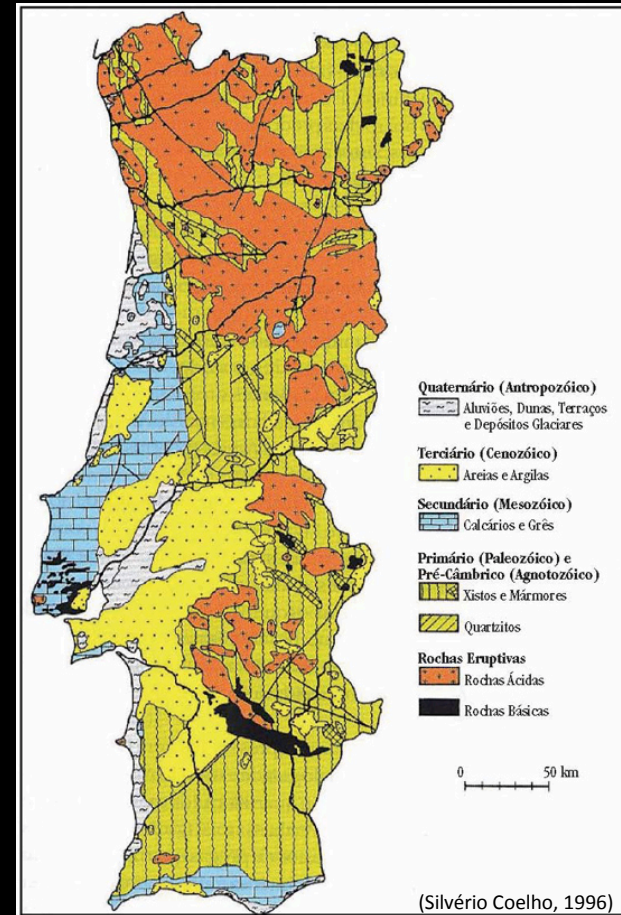 Quaternário (Antropozóico)
Aluviões, Dunas, Terraços
e Depósitos Glaciares
Terciário (Cenozóico)
Areias e Argilas
Secundário (Mesozóico)
Calcários e Grês
Primário (Paleozóico) e
Pré-Câmbrico (Agnotozóico)
Xistos e Mármores
Quartzitos
Rochas Eruptivas
Rochas Ácidas
Rochas Básicas
0 50 km
(Silvério Coelho, 1996)